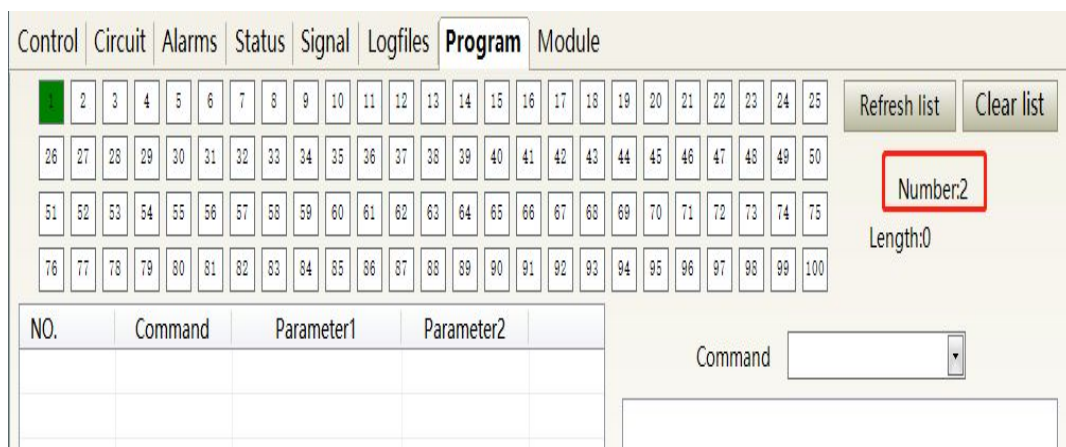 Control Circuit Alarms Status Signal Logfiles Program Module
1 2 3 4 5 6 7 8 9 10 11 12 13 14 15 16 17 18 19 20 21 22 23 24 25
Refresh list Clear list
26 27 28 29 30 31 32 33 34 35 36 37 38 39 40 41 42 43 44 45 46 47 48 49 50
Number:2
51 52 53 54 55 56 57 58 59 60 61 62 63 64 65 66 67 68 69 70 71 72 73 74 75
Length:0
76 77 78 79 80 81 82 83 84 85 86 87 88 89 90 91 92 93 94 95 96 97 98 99 100
NO. Command Parameter1 Parameter2
Command